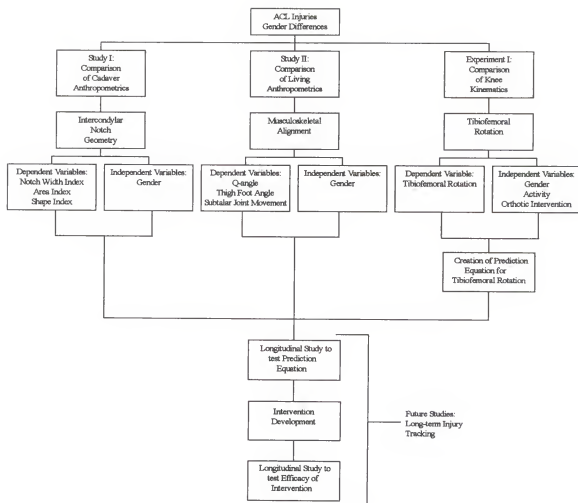 ACL Injuries
Gender Differences
Study I:
Comparison
of Cadaver
Anthropometrics
Study II:
Comparison
of Living
Anthropometrics
Experiment I:
Comparison
of Knee
Kinematics
Intercondylar
Notch
Geometry
Musculoskeletal
Alignment
Tibiofemoral
Rotation
Dependent Variables:
Notch Width Index
Area Index
Shape Index
Independent Variables:
Gender
Dependent Variables:
Q-angle
Thigh Foot Angle
Subtalar Joint Movement
Independent Variables:
Gender
Dependent Variables:
Tibiofemoral Rotation
Independent Variables:
Gender
Activity
Orthotic Intervention
Creation of Prediction
Equation for
Tibiofemoral Rotation
Longitudinal Study to
test Prediction
Equation
Intervention
Development
Future Studies:
Long-term Injury
Tracking
Longitudinal Study to
test Efficacy of
Intervention